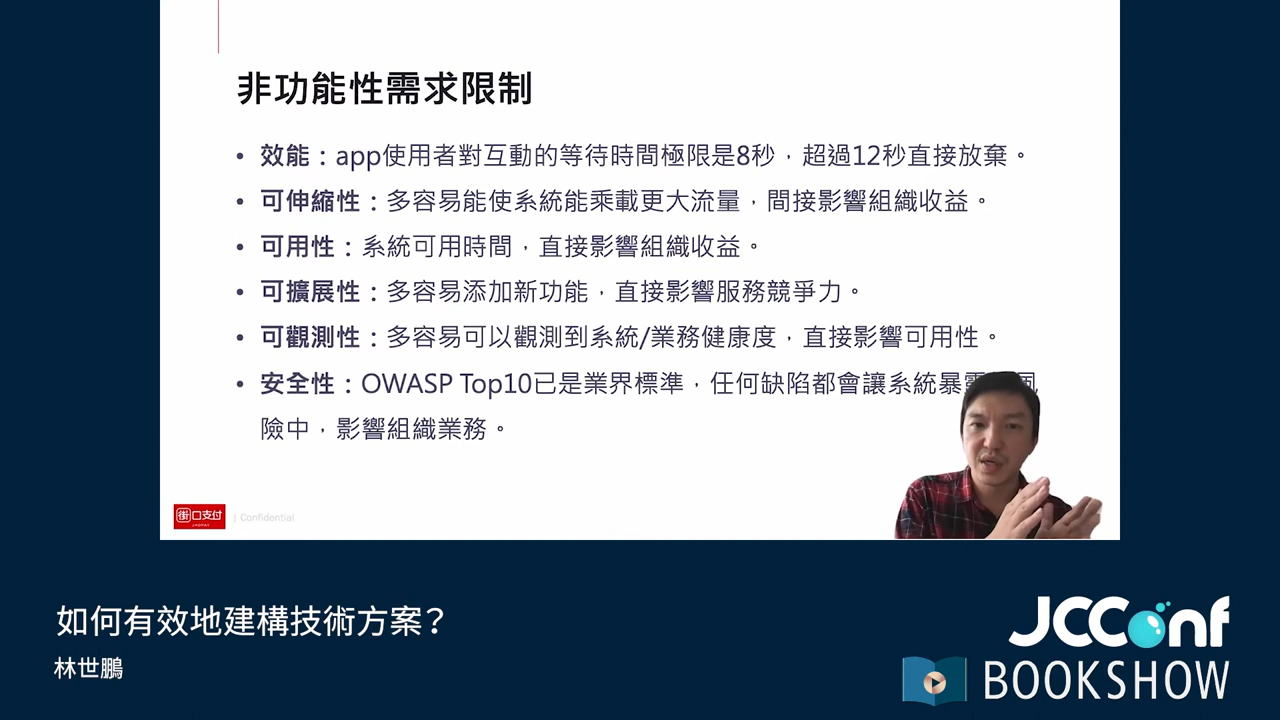 非功能性需求限制
• 效能：app使用者對互動的等待時間極限是8秒，超過12秒直接放棄。
• 可伸縮性：多容易能使系統能乘載更大流量，間接影響組織收益。
• 可用性：系統可用時間，直接影響組織收益。
• 可擴展性：多容易添加新功能，直接影響服務競爭力。
• 可觀測性：多容易可以觀測到系統/業務健康度，直接影響可用性。
• 安全性：OWASP Top10已是業界標準，任何缺陷都會讓系統暴
險中，影響組織業務。
街口支付
JKOPAY
| Confidential
如何有效地建構技術方案？
林世鵬
JCConf
BOOKSHOW